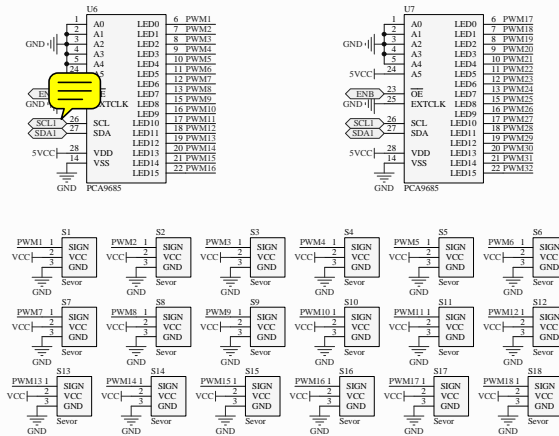 U6
1 A0 LED0 6 PWM1
2 A1 LED1 7 PWM2
GND 3 A2 LED2 8 PWM3
4 A3 LED3 9 PWM4
5 A4 LED4 10 PWM5
24 A5 LED5 11 PWM6
LED6 12 PWM7
LED7 13 PWM8
GND EXTCLK LED8 15 PWM9
LED9 16 PWM10
SCL1 26 SCL LED10 17 PWM11
SDA1 27 SDA LED11 18 PWM12
LED12 19 PWM13
5VCC 28 VDD LED13 20 PWM14
14 VSS LED14 21 PWM15
LED15 22 PWM16
GND PCA9685
U7
1 A0 LED0 6 PWM17
2 A1 LED1 7 PWM18
GND 3 A2 LED2 8 PWM19
4 A3 LED3 9 PWM20
5 A4 LED4 10 PWM21
5VCC 24 A5 LED5 11 PWM22
LED6 12 PWM23
ENB 23 OE LED7 13 PWM24
GND 25 EXTCLK LED8 15 PWM25
LED9 16 PWM26
SCL1 26 SCL LED10 17 PWM27
SDA1 27 SDA LED11 18 PWM28
LED12 19 PWM29
5VCC 28 VDD LED13 20 PWM30
14 VSS LED14 21 PWM31
LED15 22 PWM32
GND PCA9685
S1 S2 S3 S4 S5 S6
PWM1 1 SIGN PWM2 1 SIGN PWM3 1 SIGN PWM4 1 SIGN PWM5 1 SIGN PWM6 1 SIGN
VCC 2 VCC VCC 2 VCC VCC 2 VCC VCC 2 VCC VCC 2 VCC VCC 2 VCC
3 GND 3 GND 3 GND 3 GND 3 GND 3 GND
GND Sevor GND Sevor GND Sevor GND Sevor GND Sevor GND Sevor
S7 S8 S9 S10 S11 S12
PWM7 1 SIGN PWM8 1 SIGN PWM9 1 SIGN PWM10 1 SIGN PWM11 1 SIGN PWM12 1 SIGN
VCC 2 VCC VCC 2 VCC VCC 2 VCC VCC 2 VCC VCC 2 VCC VCC 2 VCC
3 GND 3 GND 3 GND 3 GND 3 GND 3 GND
GND Sevor GND Sevor GND Sevor GND Sevor GND Sevor GND Sevor
S13 S14 S15 S16 S17 S18
PWM13 1 SIGN PWM14 1 SIGN PWM15 1 SIGN PWM16 1 SIGN PWM17 1 SIGN PWM18 1 SIGN
VCC 2 VCC VCC 2 VCC VCC 2 VCC VCC 2 VCC VCC 2 VCC VCC 2 VCC
3 GND 3 GND 3 GND 3 GND 3 GND 3 GND
GND Sevor GND Sevor GND Sevor GND Sevor GND Sevor GND Sevor